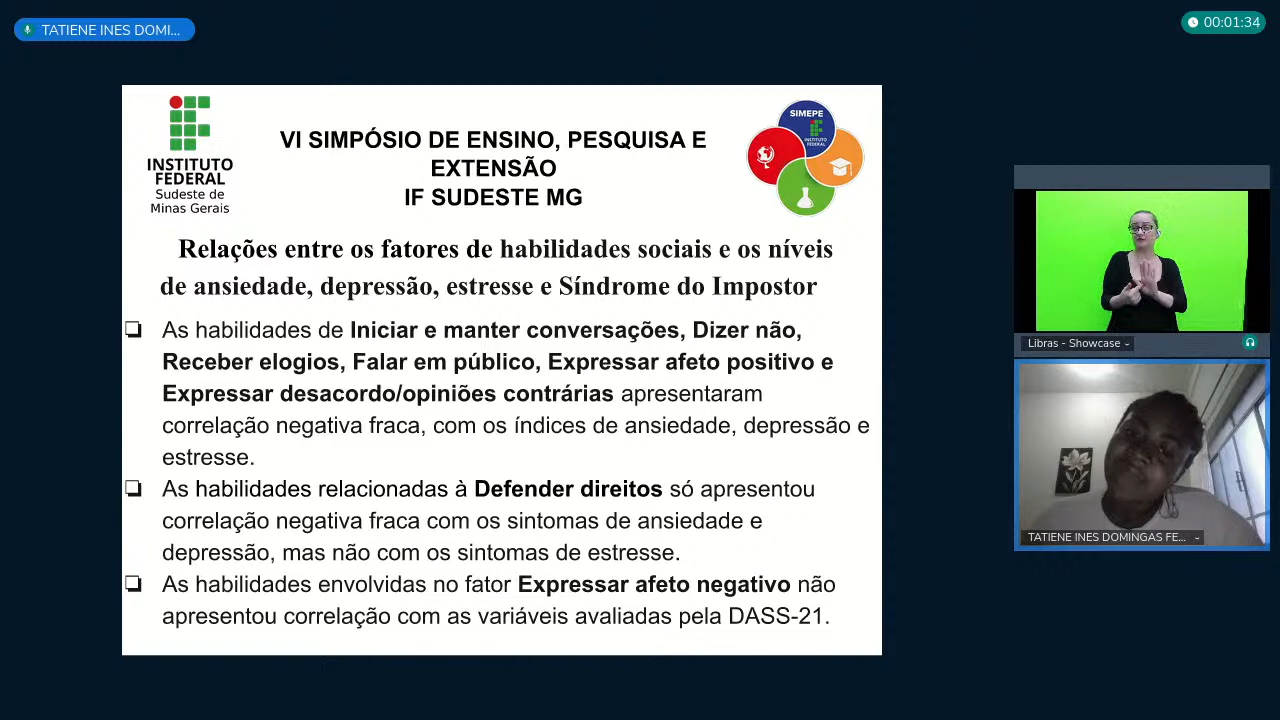 TATIENE INES DOMI...
00:01:34
INSTITUTO
FEDERAL
Sudeste de
Minas Gerais
VI SIMPÓSIO DE ENSINO, PESQUISA E
EXTENSÃO
IF SUDESTE MG
SIMEPE
INSTITUTO
FEDERAL
Relações entre os fatores de habilidades sociais e os níveis
de ansiedade, depressão, estresse e Síndrome do Impostor
❏ As habilidades de Iniciar e manter conversações, Dizer não,
Receber elogios, Falar em público, Expressar afeto positivo e
Expressar desacordo/opiniões contrárias apresentaram
correlação negativa fraca, com os índices de ansiedade, depressão e
estresse.
❏ As habilidades relacionadas à Defender direitos só apresentou
correlação negativa fraca com os sintomas de ansiedade e
depressão, mas não com os sintomas de estresse.
❏ As habilidades envolvidas no fator Expressar afeto negativo não
apresentou correlação com as variáveis avaliadas pela DASS-21.
Libras - Showcase
TATIENE INES DOMINGAS FE...